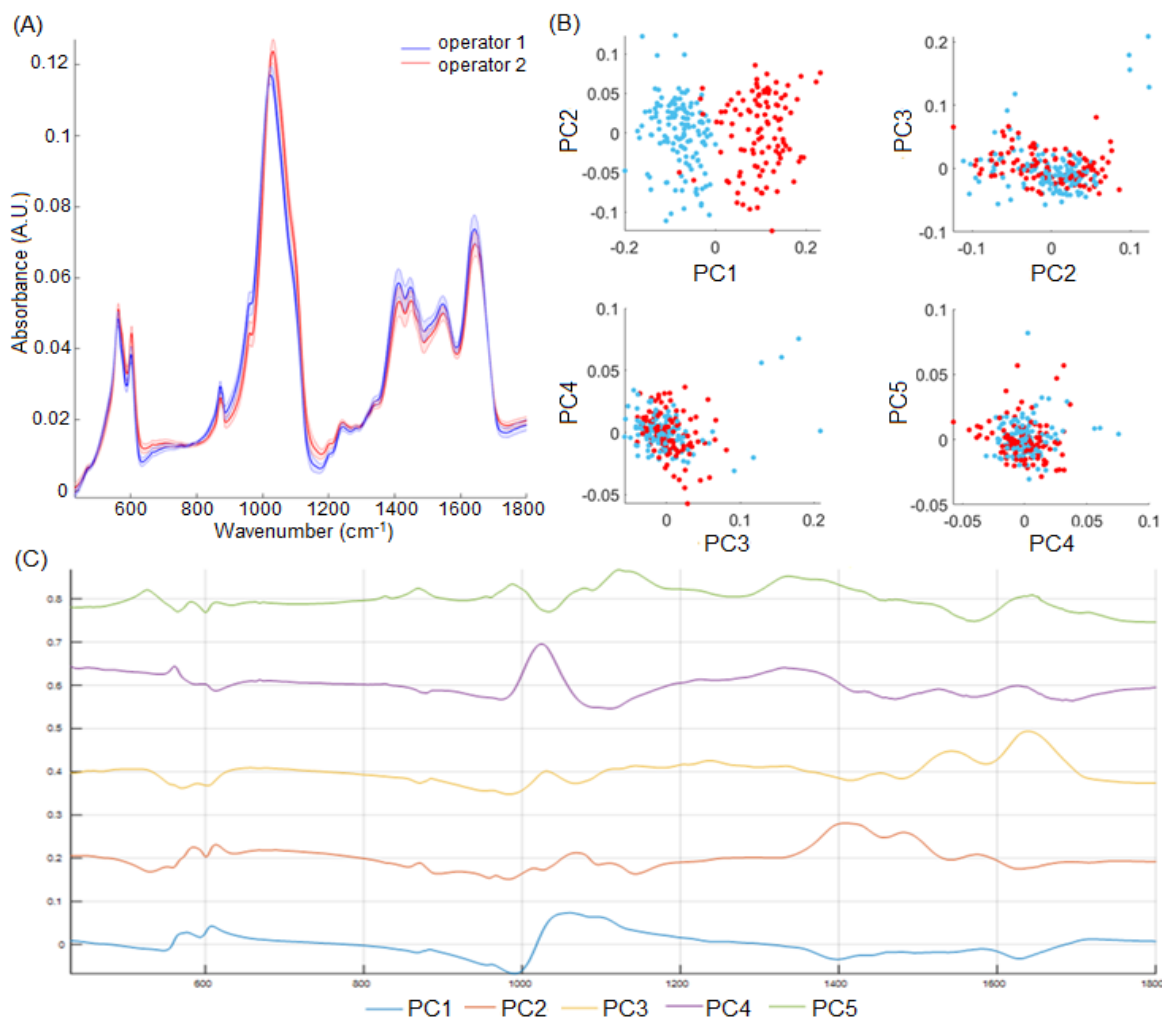 (A)
operator 1
operator 2
0.12
0.1
0.08
0.06
0.04
0.02
0
Absorbance (A.U.)
600 800 1000 1200 1400 1600 1800
Wavenumber (cm⁻¹)
(B)
PC2
0.1
0.05
0
-0.05
-0.1
-0.2 0 0.2
PC1
PC3
0.2
0.1
0
-0.1
0 0.1
PC2
PC4
0.1
0.05
0
-0.05
0 0.1 0.2
PC3
PC5
0.1
0.05
0
-0.05
-0.05 0 0.05 0.1
PC4
(C)
0.8
0.7
0.6
0.5
0.4
0.3
0.2
0.1
0
600 800 1000 1200 1400 1600 1800
PC1 PC2 PC3 PC4 PC5